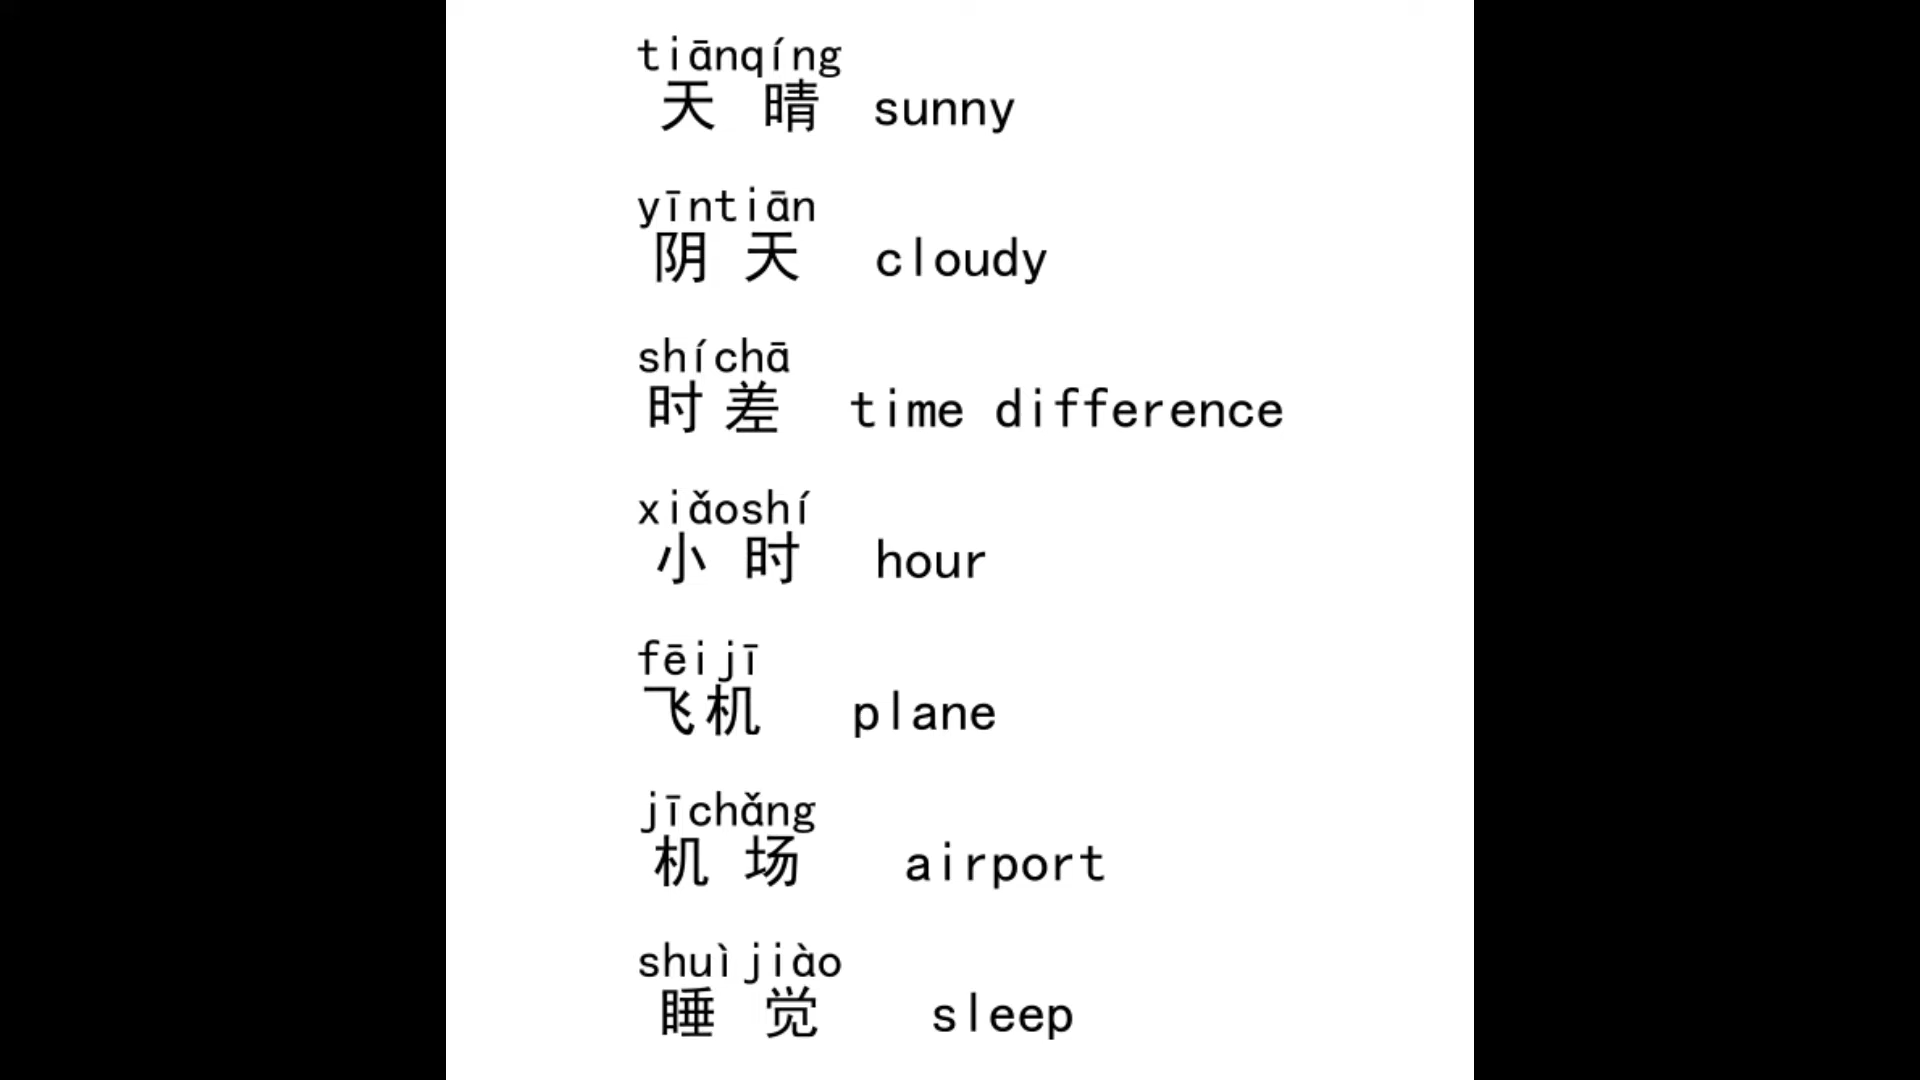 tiānqíng
天 晴 sunny
yīntiān
阴 天 cloudy
shíchā
时 差 time difference
xiǎoshí
小 时 hour
fēijī
飞机 plane
jīchǎng
机 场 airport
shuìjiào
睡 觉 sleep